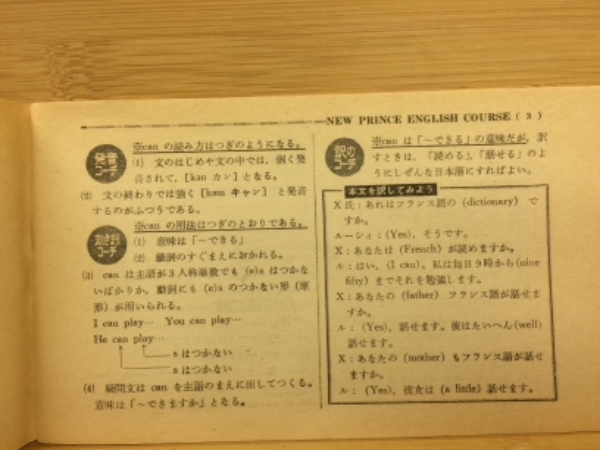 NEW PRINCE ENGLISH COURSE ( 3 )
発音コーチ
※can の読み方はつぎのようになる。
(1) 文のはじめや文の中では，弱く発
音されて，[kən カン] となる。
(2) 文の終わりでは強く [kæn キャン] と発音
するのがふつうである。
コーチ
※can の用法はつぎのとおりである。
(1) 意味は「～できる」
(2) 動詞のすぐまえにおかれる。
(3) can は主語が3人称単数でも (e)s はつかな
いばかりか，動詞にも (e)s のつかない形（原
形）が用いられる。
I can play… You can play…
He can play…
s はつかない
s はつかない
(4) 疑問文は can を主語のまえに出してつくる。
意味は「～できますか」となる。
訳のコーチ
※can は「～できる」の意味だが，訳
すときは，「読める」，「話せる」のよ
うにしぜんな日本語にすればよい。
本文を訳してみよう
X 氏：あれはフランス語の (dictionary) で
すか。
ルーシィ：(Yes)，そうです。
X：あなたは (French) が読めますか。
ル：はい，(I can)。私は毎日9時から (nine
fifty) までそれを勉強します。
X：あなたの (father) フランス語が話せま
すか。
ル：(Yes)，話せます。彼はたいへん (well)
話せます。
X：あなたの (mother) もフランス語が話せ
ますか。
ル：(Yes)，彼女は (a little) 話せます。